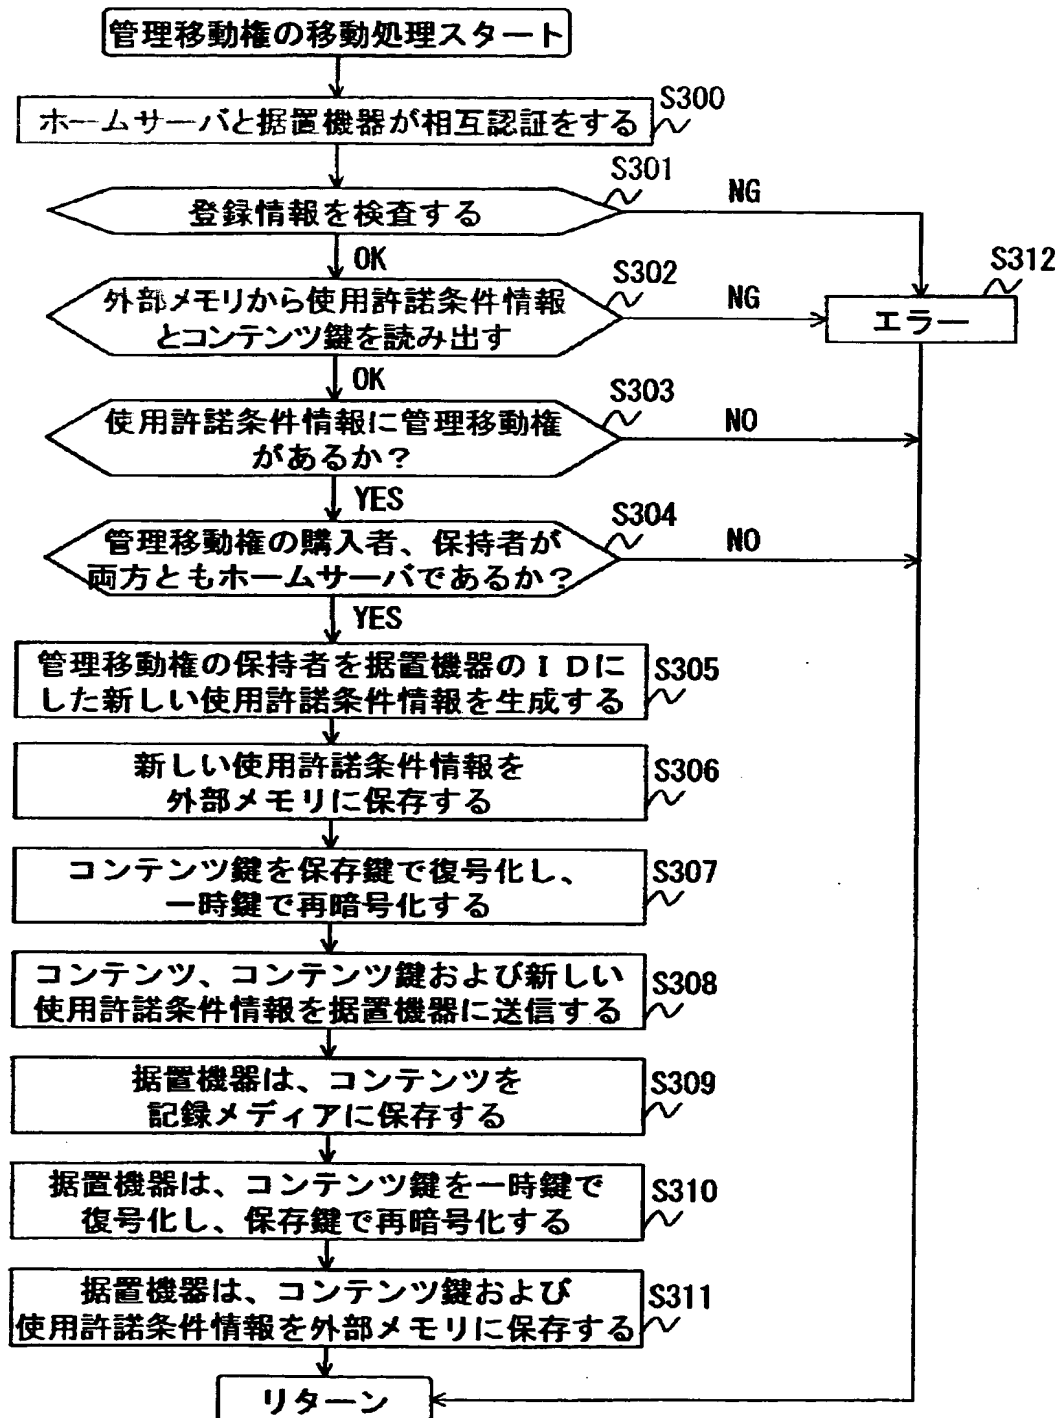 管理移動権の移動処理スタート
S300
ホームサーバと据置機器が相互認証をする
S301
NG
登録情報を検査する
OK
S302
NG
S312
外部メモリから使用許諾条件情報
とコンテンツ鍵を読み出す
エラー
OK
S303
NO
使用許諾条件情報に管理移動権
があるか?
YES
S304
NO
管理移動権の購入者、保持者が
両方ともホームサーバであるか?
YES
管理移動権の保持者を据置機器のIDに
した新しい使用許諾条件情報を生成する
S305
新しい使用許諾条件情報を
外部メモリに保存する
S306
コンテンツ鍵を保存鍵で復号化し、
一時鍵で再暗号化する
S307
コンテンツ、コンテンツ鍵および新しい
使用許諾条件情報を据置機器に送信する
S308
据置機器は、コンテンツを
記録メディアに保存する
S309
据置機器は、コンテンツ鍵を一時鍵で
復号化し、保存鍵で再暗号化する
S310
据置機器は、コンテンツ鍵および
使用許諾条件情報を外部メモリに保存する
S311
リターン